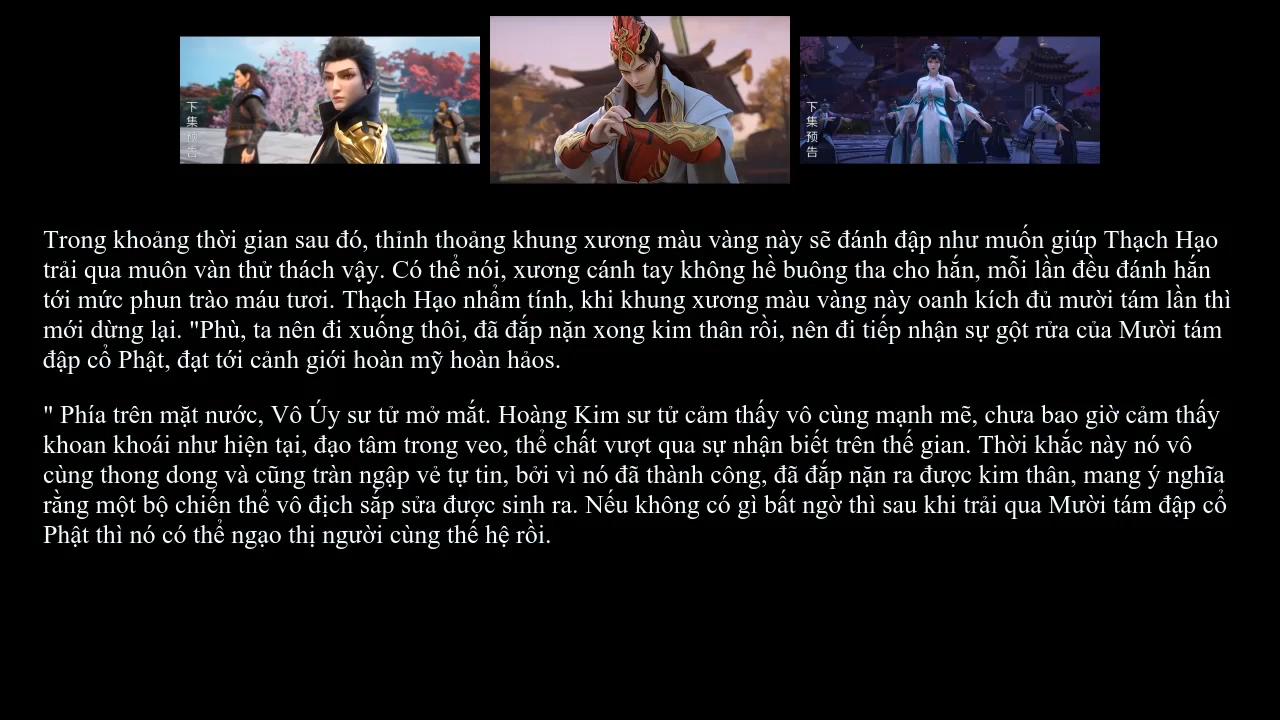 下集预告
下集预告
Trong khoảng thời gian sau đó, thỉnh thoảng khung xương màu vàng này sẽ đánh đập như muốn giúp Thạch Hạo
trải qua muôn vàn thử thách vậy. Có thể nói, xương cánh tay không hề buông tha cho hắn, mỗi lần đều đánh hắn
tới mức phun trào máu tươi. Thạch Hạo nhẩm tính, khi khung xương màu vàng này oanh kích đủ mười tám lần thì
mới dừng lại. "Phù, ta nên đi xuống thôi, đã đắp nặn xong kim thân rồi, nên đi tiếp nhận sự gột rửa của Mười tám
đập cổ Phật, đạt tới cảnh giới hoàn mỹ hoàn hảos.
" Phía trên mặt nước, Vô Úy sư tử mở mắt. Hoàng Kim sư tử cảm thấy vô cùng mạnh mẽ, chưa bao giờ cảm thấy
khoan khoái như hiện tại, đạo tâm trong veo, thể chất vượt qua sự nhận biết trên thế gian. Thời khắc này nó vô
cùng thong dong và cũng tràn ngập vẻ tự tin, bởi vì nó đã thành công, đã đắp nặn ra được kim thân, mang ý nghĩa
rằng một bộ chiến thể vô địch sắp sửa được sinh ra. Nếu không có gì bất ngờ thì sau khi trải qua Mười tám đập cổ
Phật thì nó có thể ngạo thị người cùng thế hệ rồi.